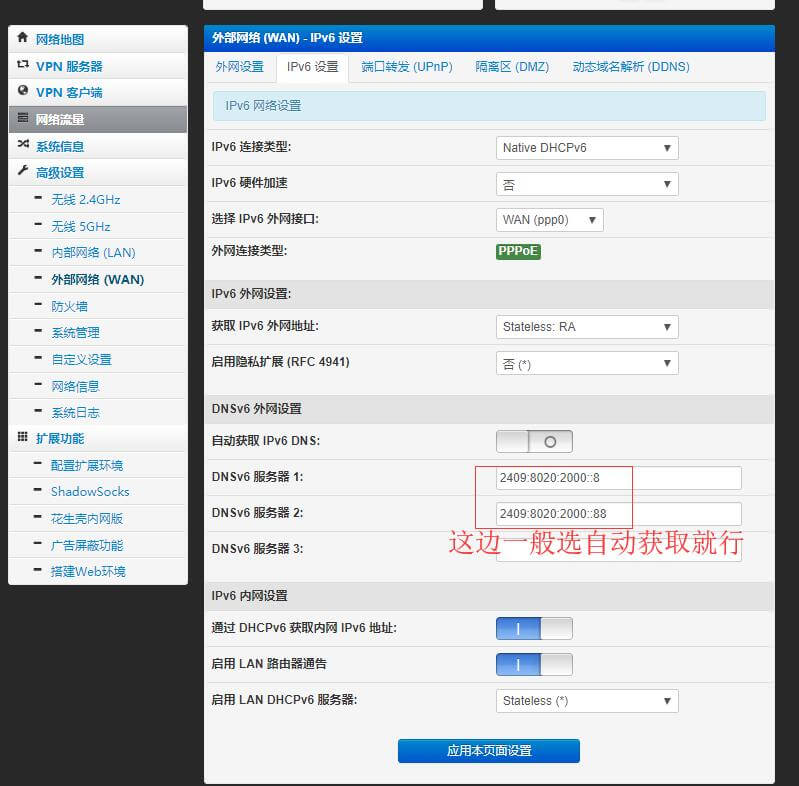 网络地图
VPN 服务器
VPN 客户端
网络流量
系统信息
高级设置
无线 2.4GHz
无线 5GHz
内部网络 (LAN)
外部网络 (WAN)
防火墙
系统管理
自定义设置
网络信息
系统日志
扩展功能
配置扩展环境
ShadowSocks
花生壳内网版
广告屏蔽功能
搭建Web环境
外部网络 (WAN) - IPv6 设置
外网设置 IPv6 设置 端口转发 (UPnP) 隔离区 (DMZ) 动态域名解析 (DDNS)
IPv6 网络设置
IPv6 连接类型: Native DHCPv6
IPv6 硬件加速 否
选择 IPv6 外网接口: WAN (ppp0)
外网连接类型: PPPoE
IPv6 外网设置:
获取 IPv6 外网地址: Stateless: RA
启用隐私扩展 (RFC 4941) 否 (*)
DNSv6 外网设置
自动获取 IPv6 DNS:
DNSv6 服务器 1: 2409:8020:2000::8
DNSv6 服务器 2: 2409:8020:2000::88
这边一般选自动获取就行
DNSv6 服务器 3:
IPv6 内网设置
通过 DHCPv6 获取内网 IPv6 地址:
启用 LAN 路由器通告
启用 LAN DHCPv6 服务器: Stateless (*)
应用本页面设置